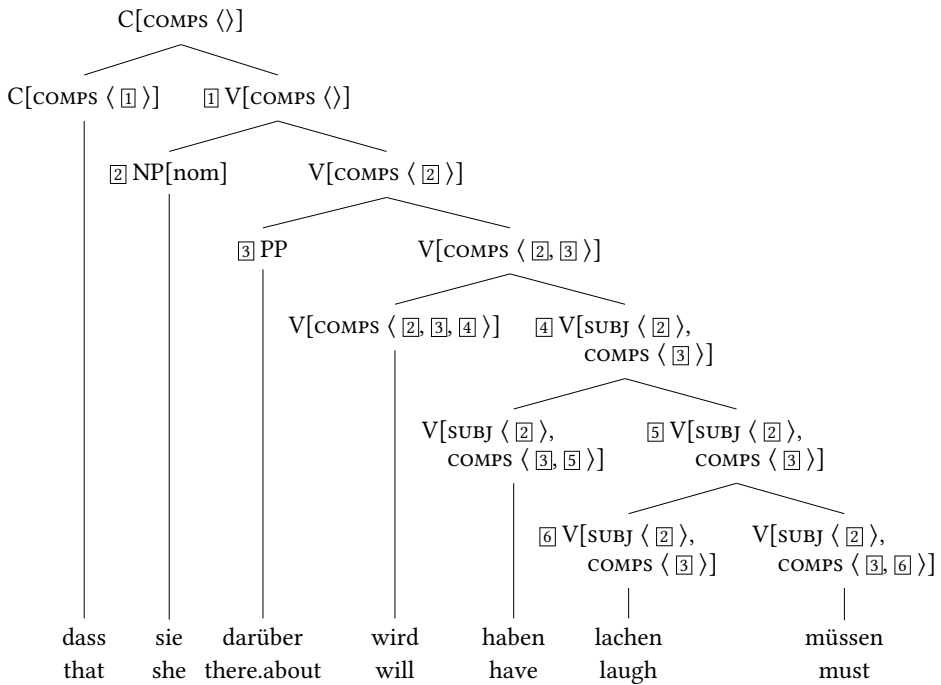 C[COMPS ⟨⟩]
C[COMPS ⟨ 1 ⟩] 1 V[COMPS ⟨⟩]
2 NP[nom] V[COMPS ⟨ 2 ⟩]
3 PP V[COMPS ⟨ 2, 3 ⟩]
V[COMPS ⟨ 2, 3, 4 ⟩] 4 V[SUBJ ⟨ 2 ⟩,
COMPS ⟨ 3 ⟩]
V[SUBJ ⟨ 2 ⟩, 5 V[SUBJ ⟨ 2 ⟩,
COMPS ⟨ 3, 5 ⟩] COMPS ⟨ 3 ⟩]
6 V[SUBJ ⟨ 2 ⟩, V[SUBJ ⟨ 2 ⟩,
COMPS ⟨ 3 ⟩] COMPS ⟨ 3, 6 ⟩]
dass sie darüber wird haben lachen müssen
that she there.about will have laugh must